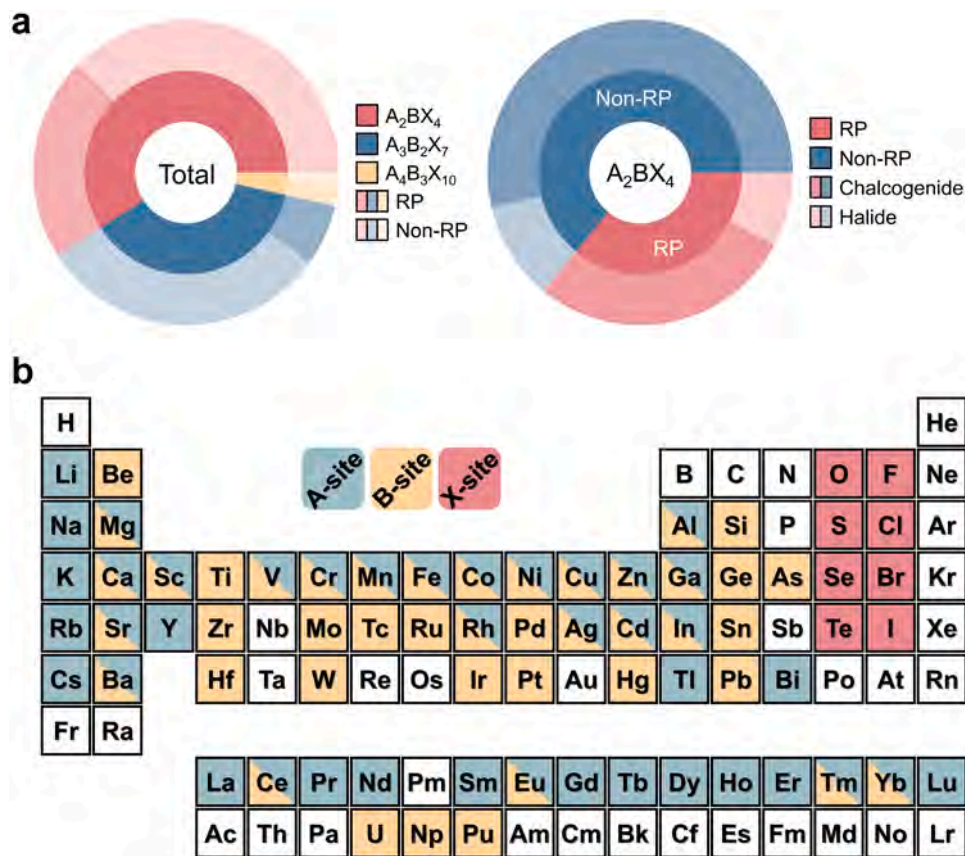 a
Total
A₂BX₄
A₃B₂X₇
A₄B₃X₁₀
RP
Non-RP
Non-RP
A₂BX₄
RP
RP
Non-RP
Chalcogenide
Halide
b
H He
Li Be A-site B-site X-site B C N O F Ne
Na Mg Al Si P S Cl Ar
K Ca Sc Ti V Cr Mn Fe Co Ni Cu Zn Ga Ge As Se Br Kr
Rb Sr Y Zr Nb Mo Tc Ru Rh Pd Ag Cd In Sn Sb Te I Xe
Cs Ba Hf Ta W Re Os Ir Pt Au Hg Tl Pb Bi Po At Rn
Fr Ra
La Ce Pr Nd Pm Sm Eu Gd Tb Dy Ho Er Tm Yb Lu
Ac Th Pa U Np Pu Am Cm Bk Cf Es Fm Md No Lr